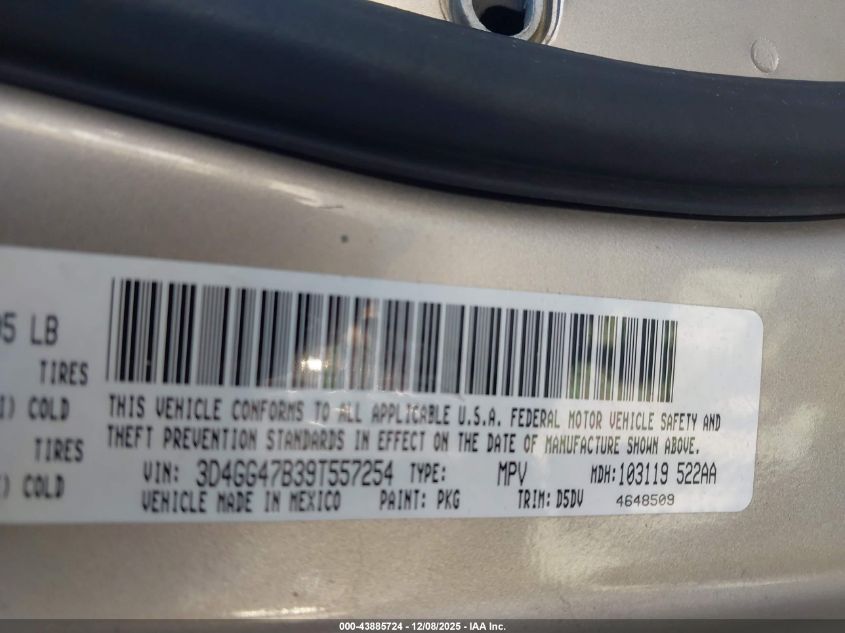 05 LB
TIRES
) COLD
TIRES
) COLD
THIS VEHICLE CONFORMS TO ALL APPLICABLE U.S.A. FEDERAL MOTOR VEHICLE SAFETY AND
THEFT PREVENTION STANDARDS IN EFFECT ON THE DATE OF MANUFACTURE SHOWN ABOVE.
VIN: 3D4GG47B39T557254 TYPE: MPV MDH: 103119 522AA
VEHICLE MADE IN MEXICO PAINT: PKG TRIM: D5DV 4648509
000-43885724 | 12/08/2025 - IAA Inc.